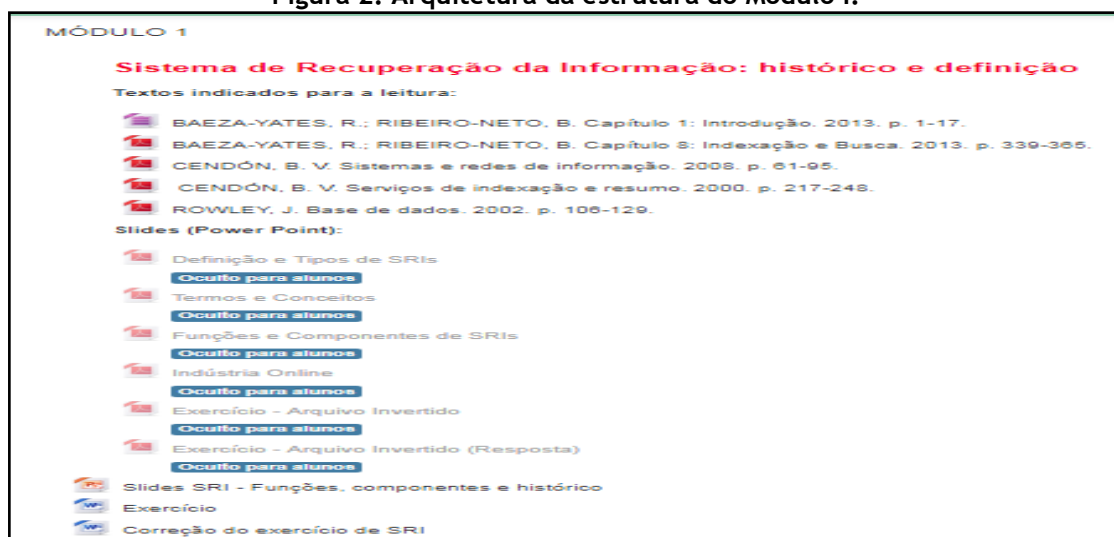 Figura 2: Arquitetura da estrutura do Módulo I.
MÓDULO 1
Sistema de Recuperação da Informação: histórico e definição
Textos indicados para a leitura:
BAEZA-YATES, R.; RIBEIRO-NETO, B. Capítulo 1: Introdução. 2013. p. 1-17.
BAEZA-YATES, R.; RIBEIRO-NETO, B. Capítulo 8: Indexação e Busca. 2013. p. 339-365.
CENDÓN, B. V. Sistemas e redes de informação. 2008. p. 61-95.
CENDÓN, B. V. Serviços de indexação e resumo. 2000. p. 217-248.
ROWLEY, J. Base de dados. 2002. p. 106-129.
Slides (Power Point):
Definição e Tipos de SRIs
Oculto para alunos
Termos e Conceitos
Oculto para alunos
Funções e Componentes de SRIs
Oculto para alunos
Indústria Online
Oculto para alunos
Exercício - Arquivo Invertido
Oculto para alunos
Exercício - Arquivo Invertido (Resposta)
Oculto para alunos
Slides SRI - Funções, componentes e histórico
Exercício
Correção do exercício de SRI